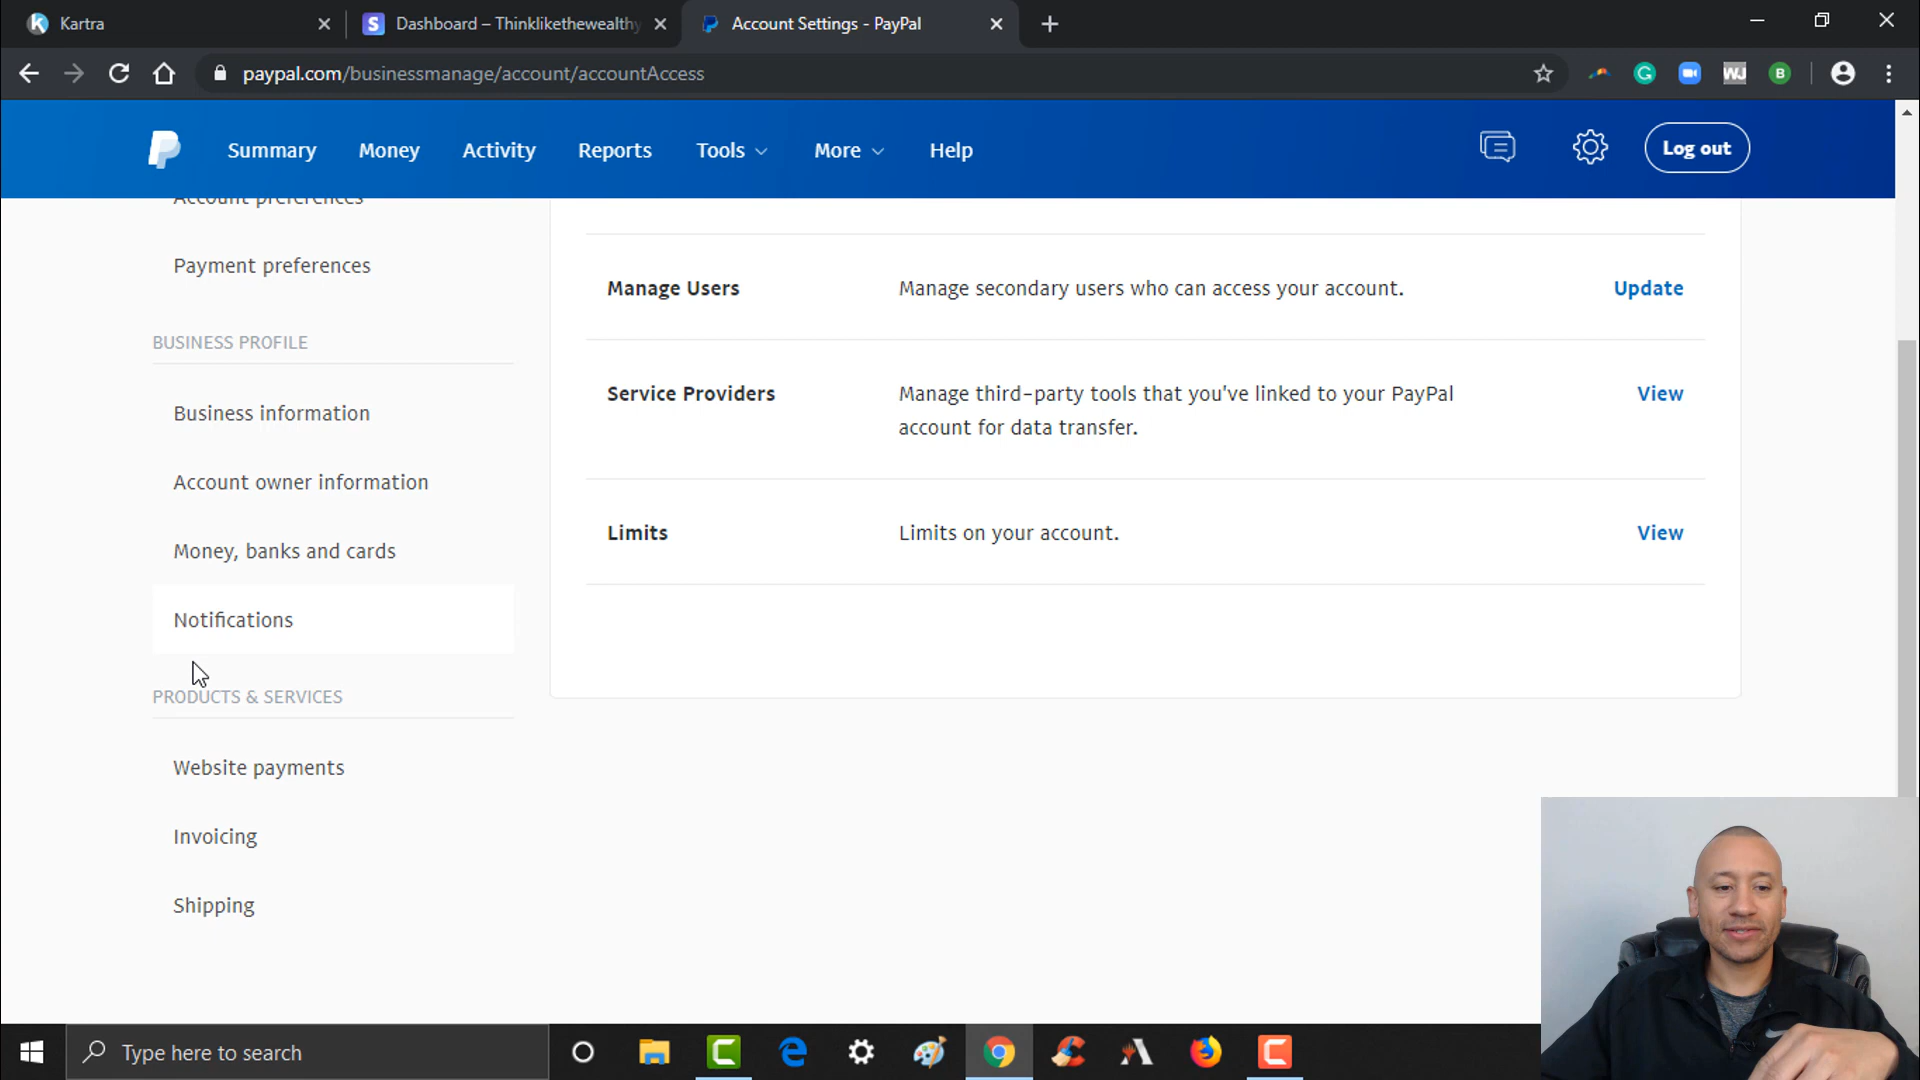 Kartra
Dashboard – Thinklikethewealthy
Account Settings - PayPal
paypal.com/businessmanage/account/accountAccess
Summary Money Activity Reports Tools More Help Log out
Account preferences
Payment preferences
BUSINESS PROFILE
Business information
Account owner information
Money, banks and cards
Notifications
PRODUCTS & SERVICES
Website payments
Invoicing
Shipping
Manage Users
Manage secondary users who can access your account.
Update
Service Providers
Manage third-party tools that you've linked to your PayPal
account for data transfer.
View
Limits
Limits on your account.
View
Type here to search